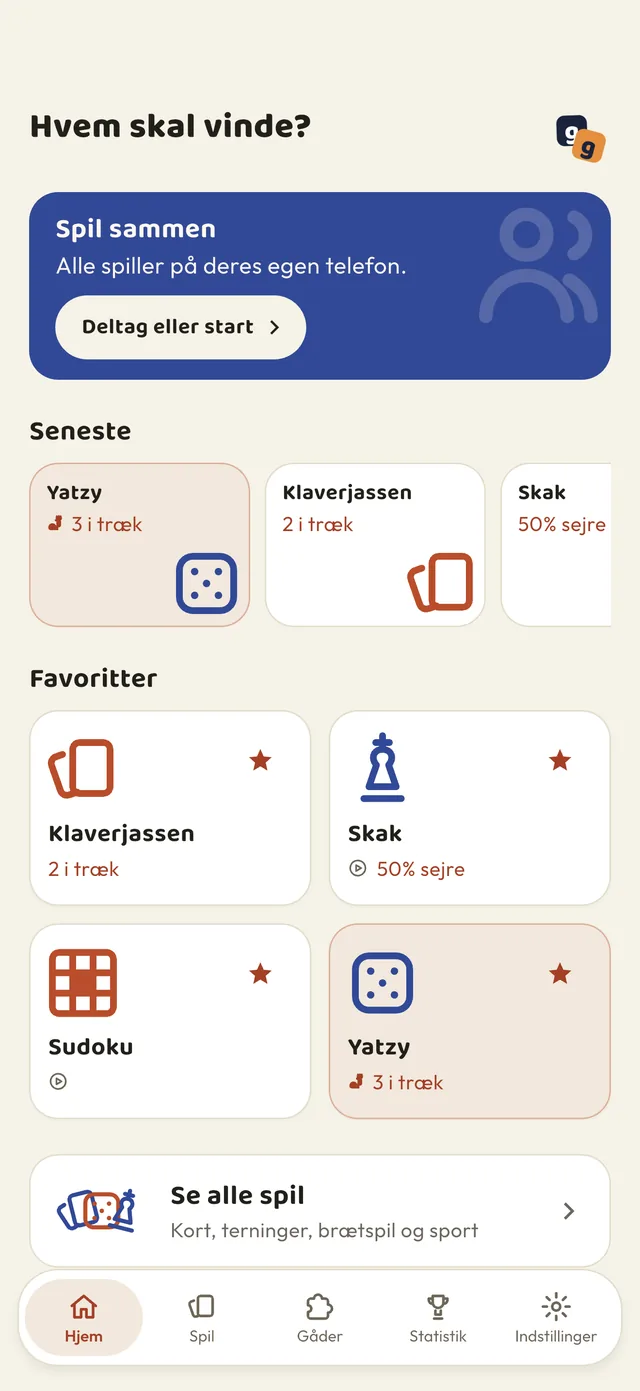 Hvem skal vinde?
g
g
Spil sammen
Alle spiller på deres egen telefon.
Deltag eller start
Seneste
Yatzy
3 i træk
Klaverjassen
2 i træk
Skak
50% sejre
Favoritter
Klaverjassen
2 i træk
Skak
50% sejre
Sudoku
Yatzy
3 i træk
Se alle spil
Kort, terninger, brætspil og sport
Hjem
Spil
Gåder
Statistik
Indstillinger